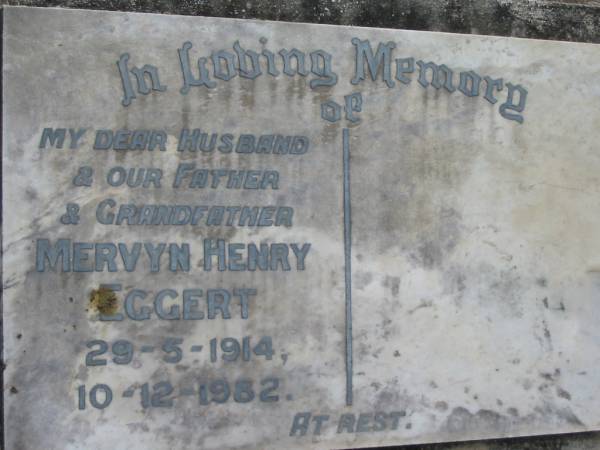 In Loving Memory
of
MY DEAR HUSBAND
& OUR FATHER
& GRANDFATHER
MERVYN HENRY
EGGERT
29-5-1914,
10-12-1982.
AT REST.